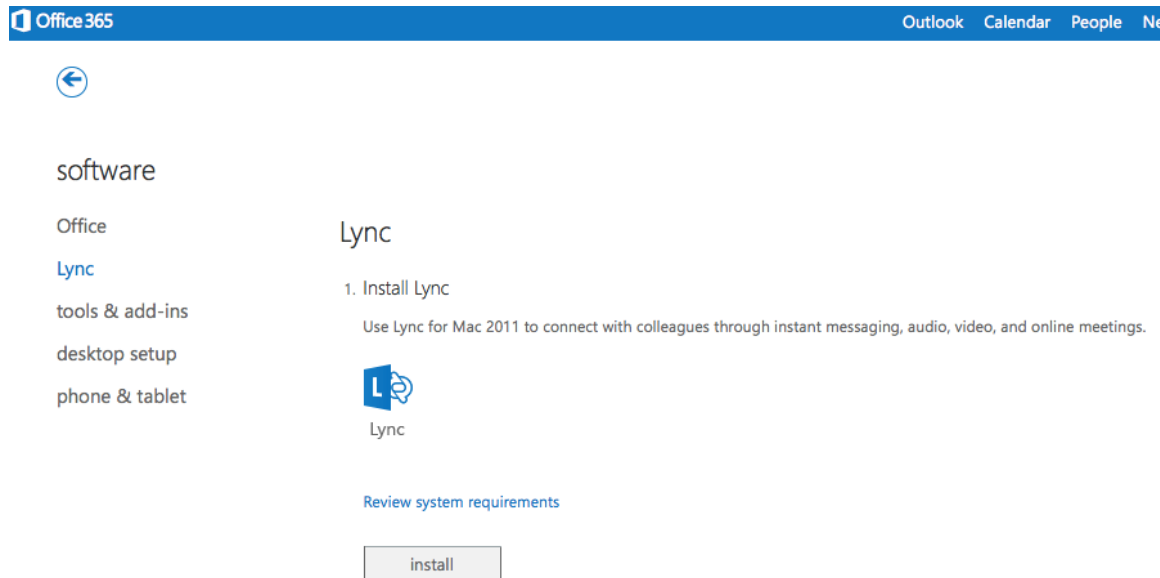 Office 365
Outlook Calendar People Ne
software
Office
Lync
tools & add-ins
desktop setup
phone & tablet
Lync
1. Install Lync
Use Lync for Mac 2011 to connect with colleagues through instant messaging, audio, video, and online meetings.
L
Lync
Review system requirements
install